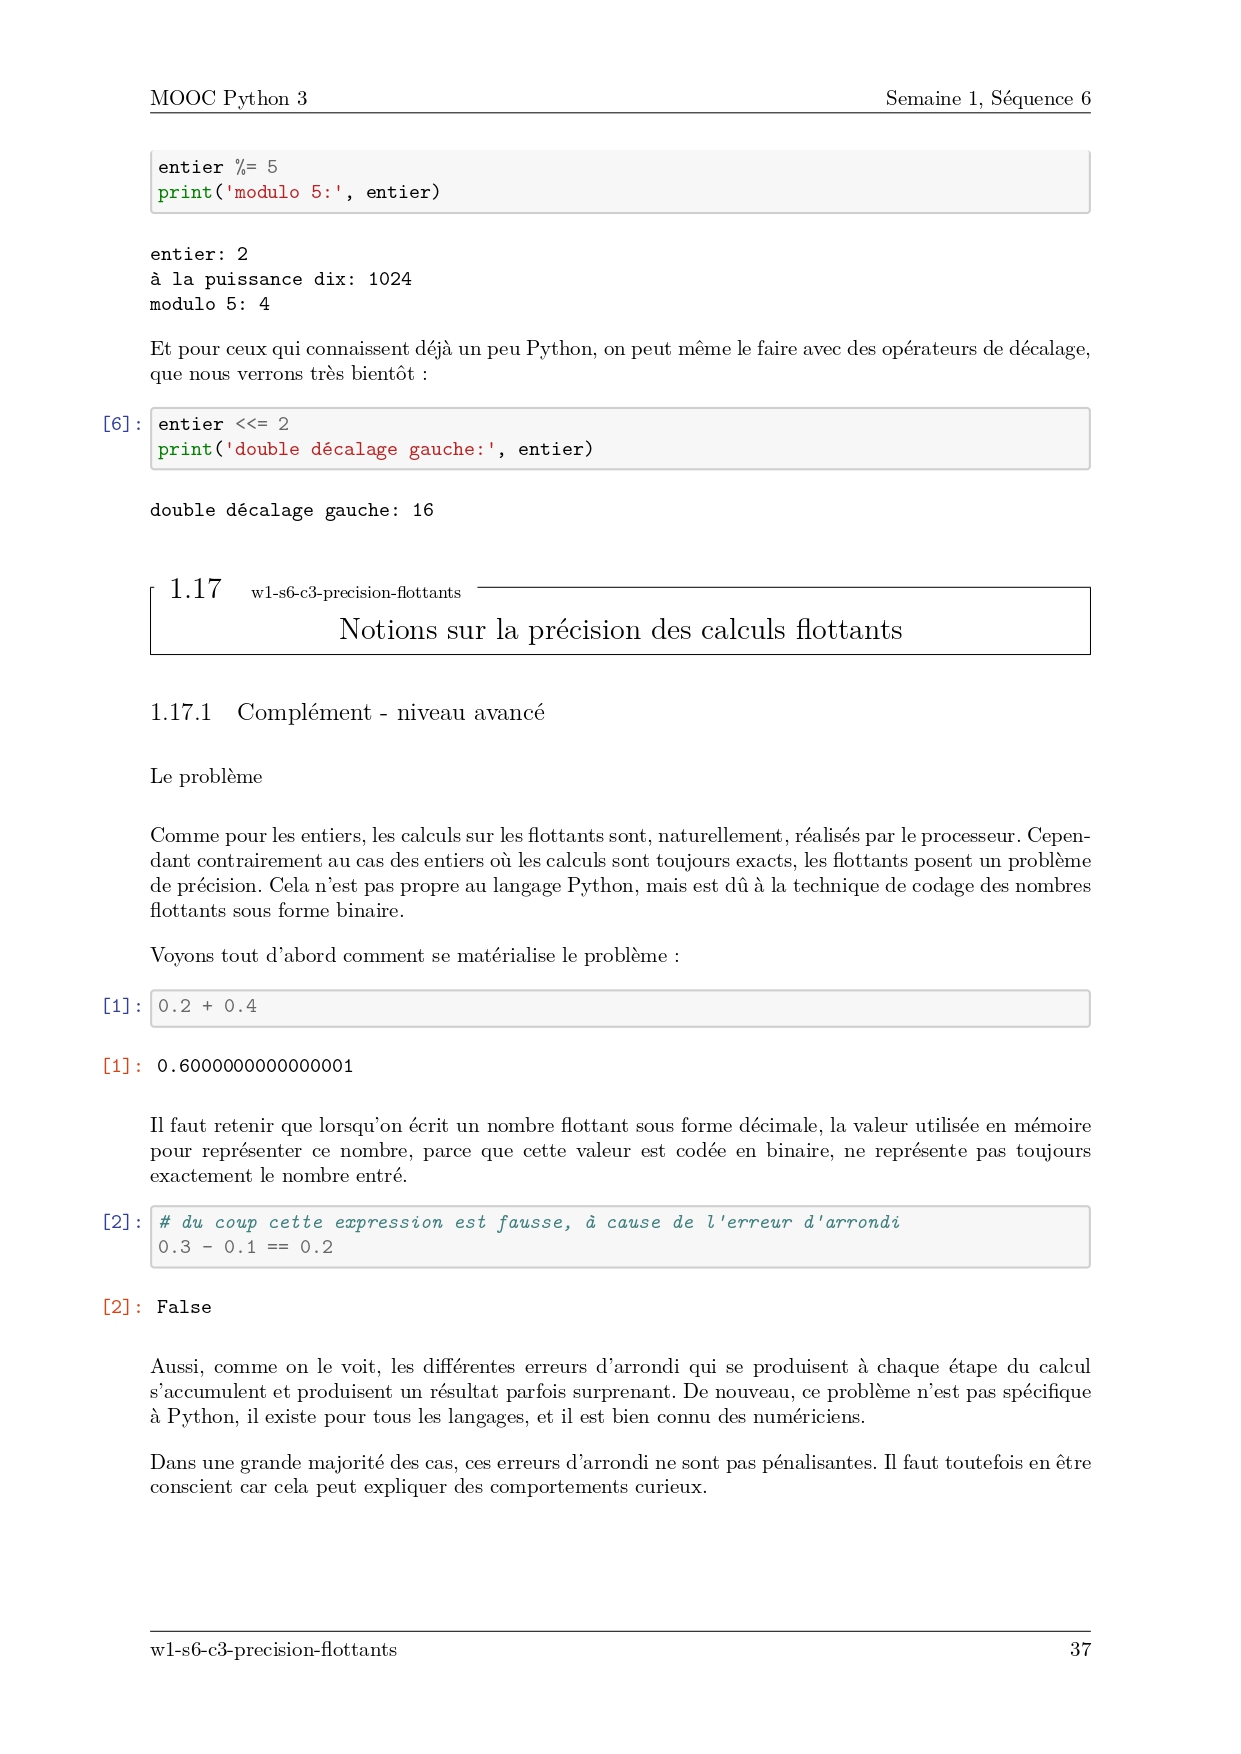 MOOC Python 3 Semaine 1, Séquence 6
entier %= 5
print('modulo 5:', entier)
entier: 2
à la puissance dix: 1024
modulo 5: 4
Et pour ceux qui connaissent déjà un peu Python, on peut même le faire avec des opérateurs de décalage,
que nous verrons très bientôt :
[6]: entier <<= 2
print('double décalage gauche:', entier)
double décalage gauche: 16
1.17 w1-s6-c3-precision-flottants
Notions sur la précision des calculs flottants
1.17.1 Complément - niveau avancé
Le problème
Comme pour les entiers, les calculs sur les flottants sont, naturellement, réalisés par le processeur. Cepen-
dant contrairement au cas des entiers où les calculs sont toujours exacts, les flottants posent un problème
de précision. Cela n'est pas propre au langage Python, mais est dû à la technique de codage des nombres
flottants sous forme binaire.
Voyons tout d'abord comment se matérialise le problème :
[1]: 0.2 + 0.4
[1]: 0.6000000000000001
Il faut retenir que lorsqu'on écrit un nombre flottant sous forme décimale, la valeur utilisée en mémoire
pour représenter ce nombre, parce que cette valeur est codée en binaire, ne représente pas toujours
exactement le nombre entré.
[2]: # du coup cette expression est fausse, à cause de l'erreur d'arrondi
0.3 - 0.1 == 0.2
[2]: False
Aussi, comme on le voit, les différentes erreurs d'arrondi qui se produisent à chaque étape du calcul
s'accumulent et produisent un résultat parfois surprenant. De nouveau, ce problème n'est pas spécifique
à Python, il existe pour tous les langages, et il est bien connu des numériciens.
Dans une grande majorité des cas, ces erreurs d'arrondi ne sont pas pénalisantes. Il faut toutefois en être
conscient car cela peut expliquer des comportements curieux.
w1-s6-c3-precision-flottants 37